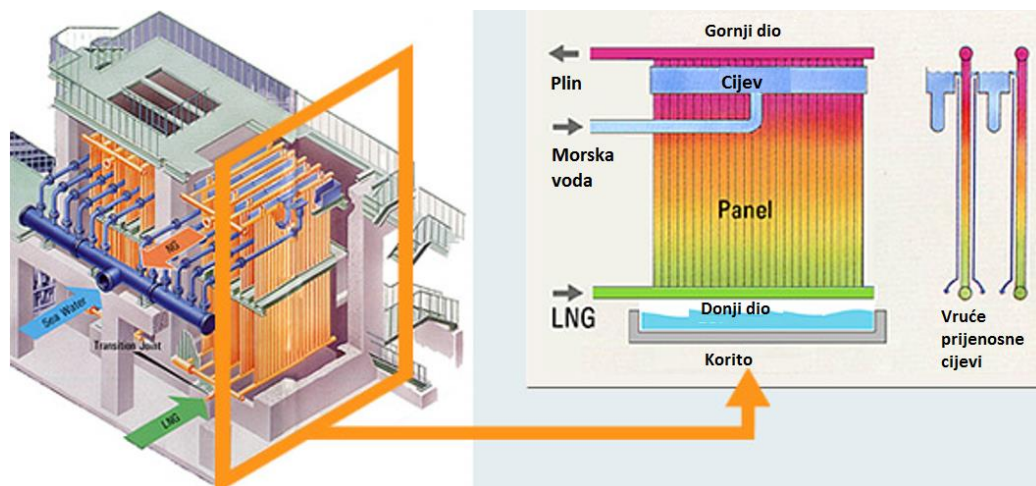 NG
Sea Water
Transition Joint
LNG
Gornji dio
Plin
Cijev
Morska
voda
Panel
LNG
Donji dio
Korito
Vruće
prijenosne
cijevi